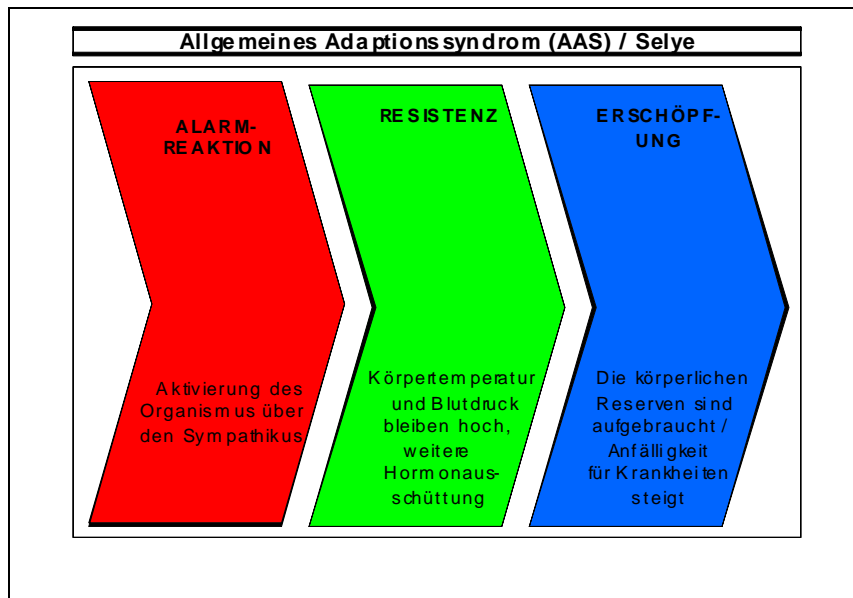 Allgemeines Adaptionssyndrom (AAS) / Selye
ALARM-
REAKTION
Aktivierung des
Organismus über
den Sympathikus
RESISTENZ
Körpertemperatur
und Blutdruck
bleiben hoch,
weitere
Hormonaus-
schüttung
ERSCHÖPF-
UNG
Die körperlichen
Reserven sind
aufgebraucht /
Anfälligkeit
für Krankheiten
steigt